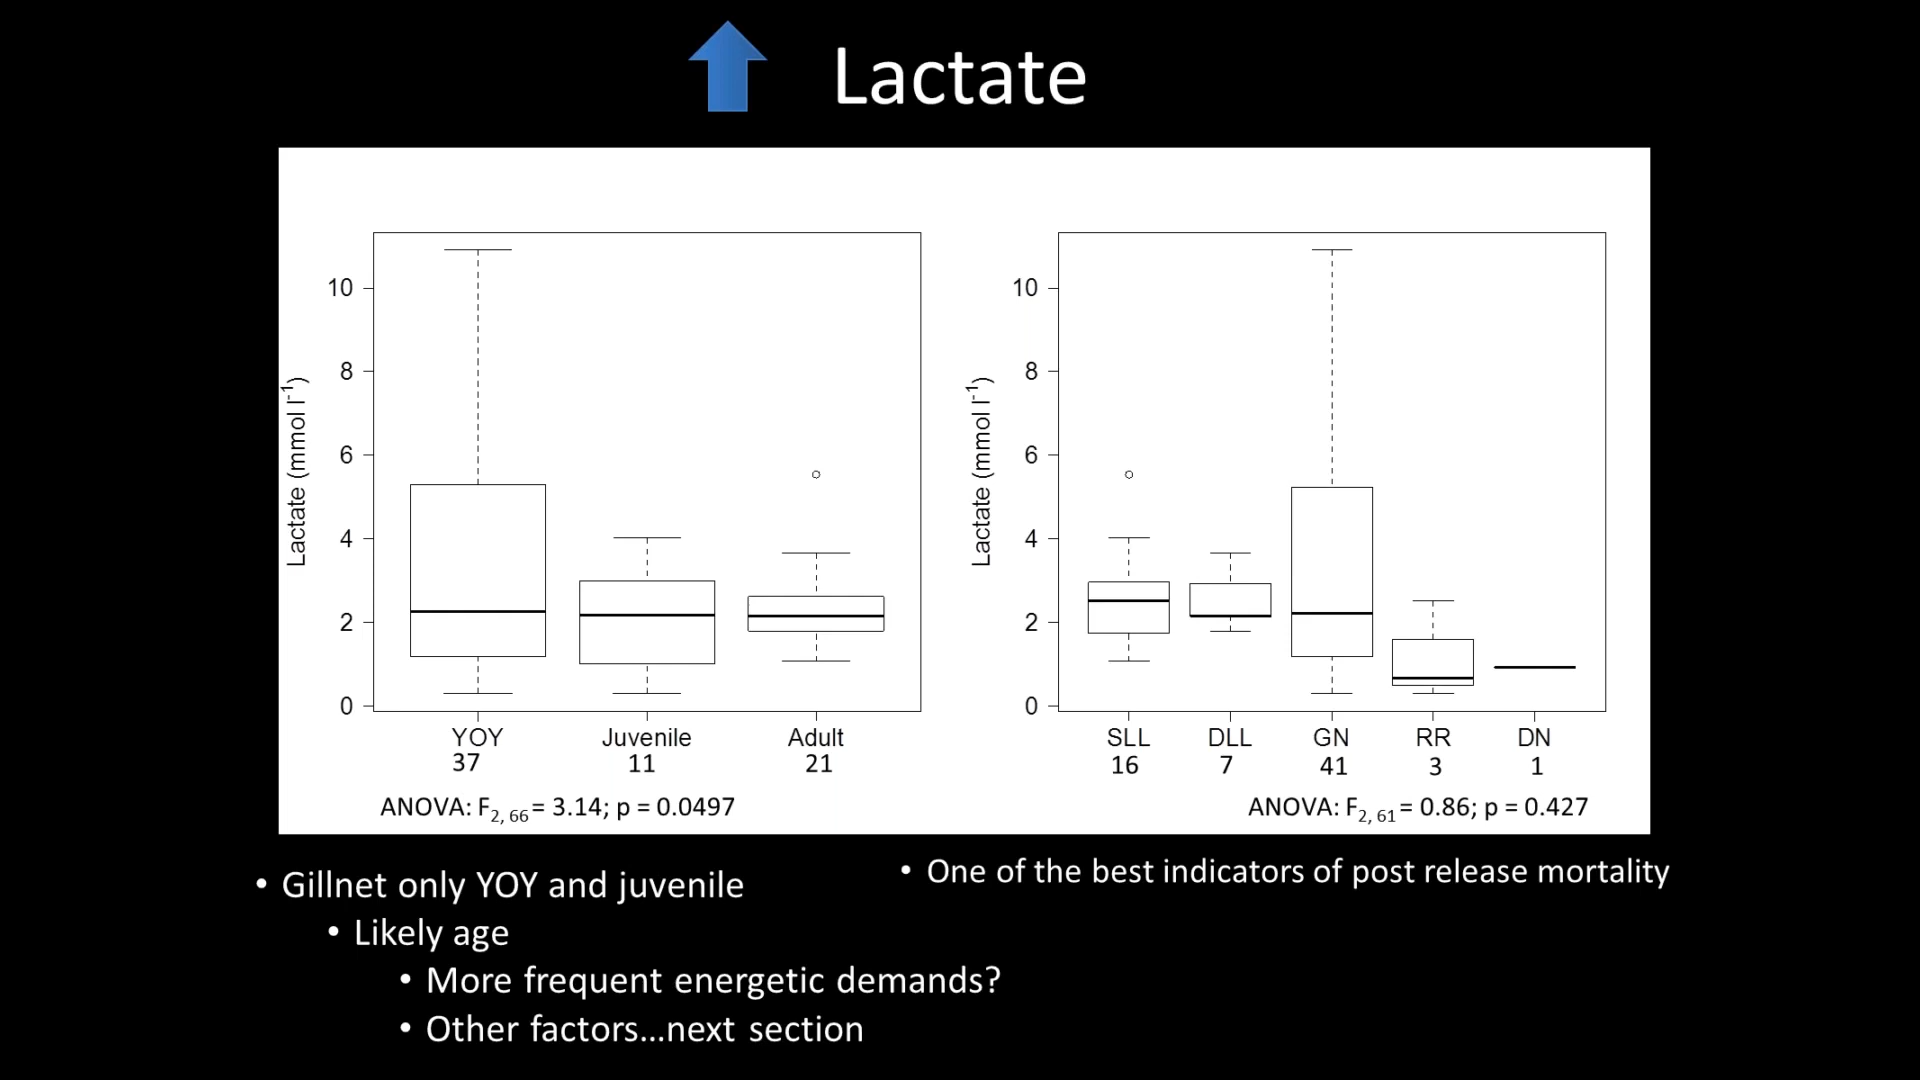 Lactate
Lactate (mmol l⁻¹)
10
8
6
4
2
0
YOY Juvenile Adult
37 11 21
ANOVA: F2, 66 = 3.14; p = 0.0497
Lactate (mmol l⁻¹)
10
8
6
4
2
0
SLL DLL GN RR DN
16 7 41 3 1
ANOVA: F2, 61 = 0.86; p = 0.427
• Gillnet only YOY and juvenile
• Likely age
• More frequent energetic demands?
• Other factors...next section
• One of the best indicators of post release mortality